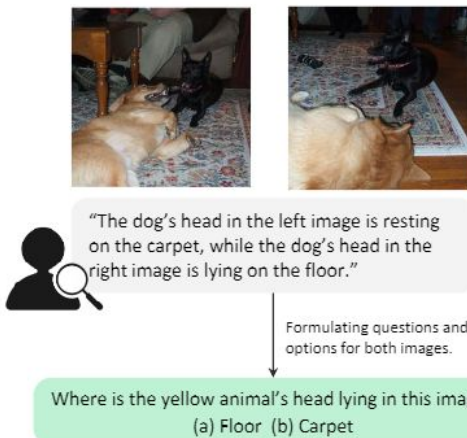 “The dog’s head in the left image is resting
on the carpet, while the dog’s head in the
right image is lying on the floor.”
Formulating questions and
options for both images.
Where is the yellow animal’s head lying in this ima
(a) Floor (b) Carpet